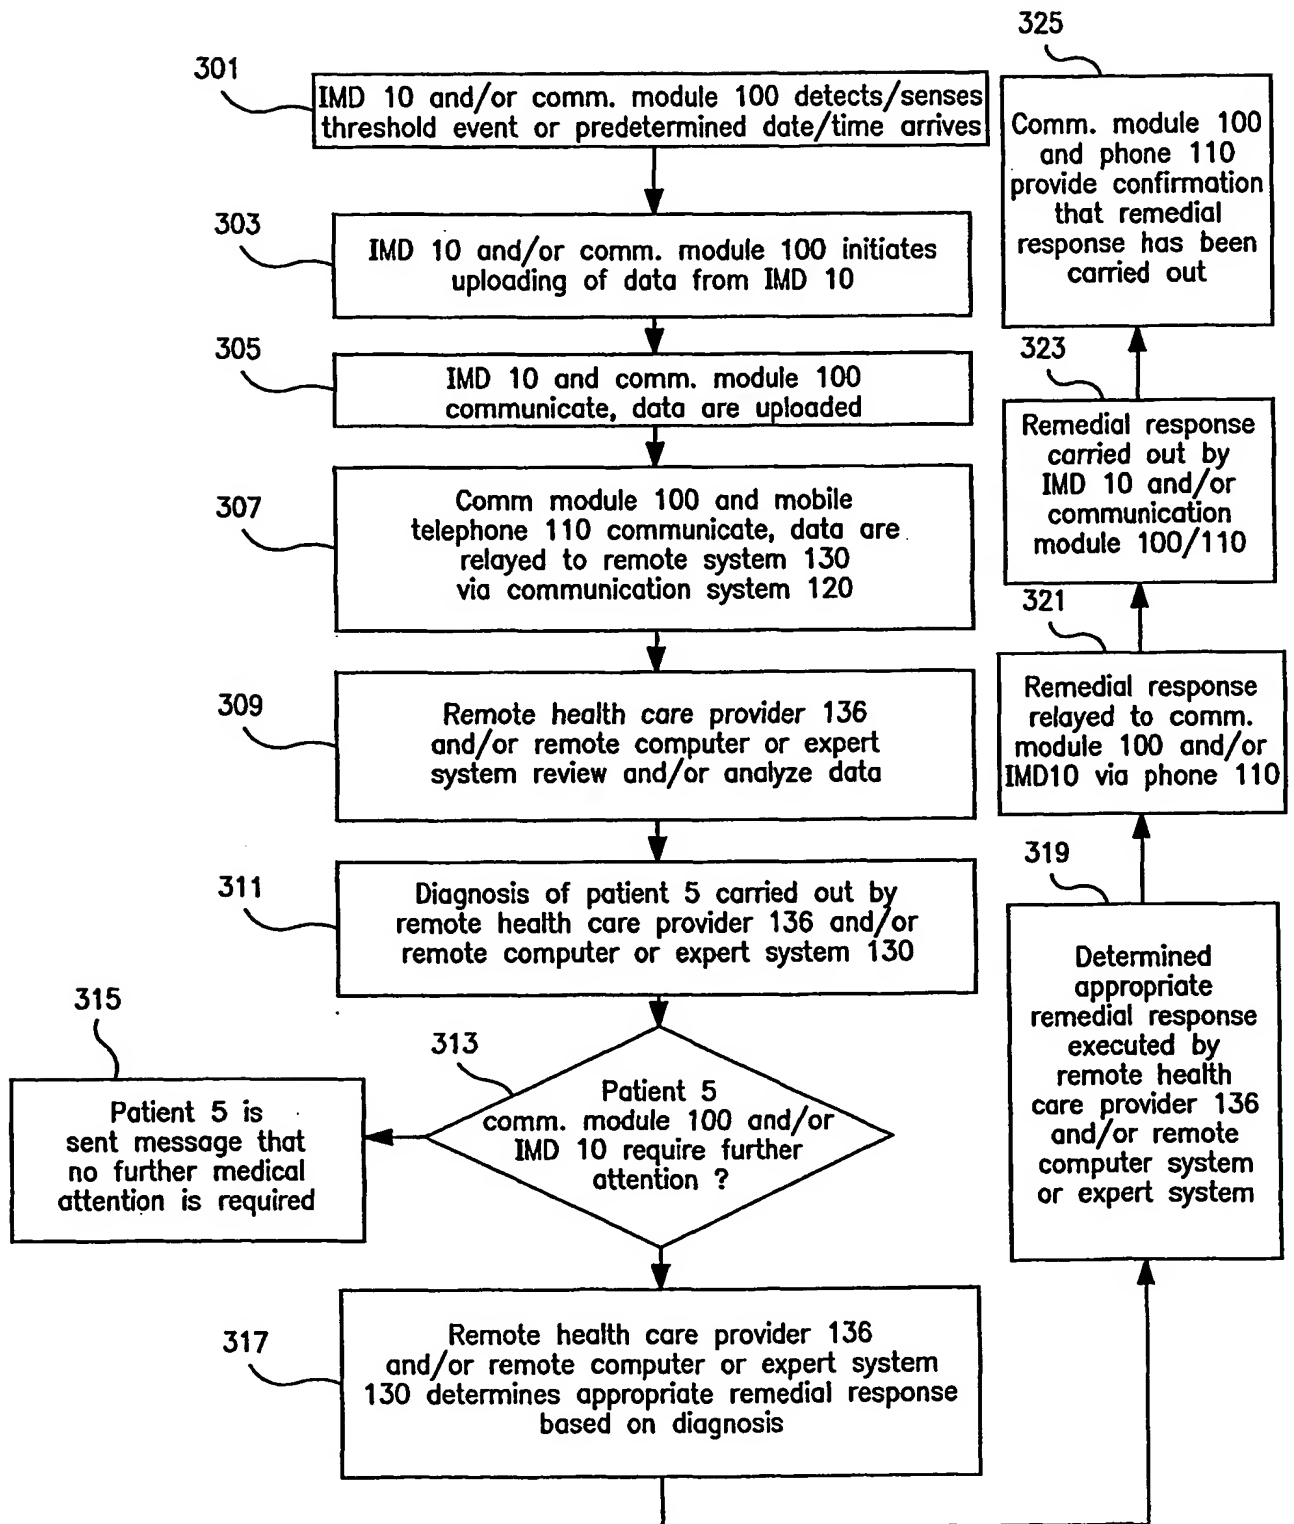 301
IMD 10 and/or comm. module 100 detects/senses
threshold event or predetermined date/time arrives
303
IMD 10 and/or comm. module 100 initiates
uploading of data from IMD 10
305
IMD 10 and comm. module 100
communicate, data are uploaded
307
Comm module 100 and mobile
telephone 110 communicate, data are
relayed to remote system 130
via communication system 120
309
Remote health care provider 136
and/or remote computer or expert
system review and/or analyze data
311
Diagnosis of patient 5 carried out by
remote health care provider 136 and/or
remote computer or expert system 130
313
Patient 5
comm. module 100 and/or
IMD 10 require further
attention ?
315
Patient 5 is
sent message that
no further medical
attention is required
317
Remote health care provider 136
and/or remote computer or expert system
130 determines appropriate remedial response
based on diagnosis
319
Determined
appropriate
remedial response
executed by
remote health
care provider 136
and/or remote
computer system
or expert system
321
Remedial response
relayed to comm.
module 100 and/or
IMD10 via phone 110
323
Remedial response
carried out by
IMD 10 and/or
communication
module 100/110
325
Comm. module 100
and phone 110
provide confirmation
that remedial
response has been
carried out